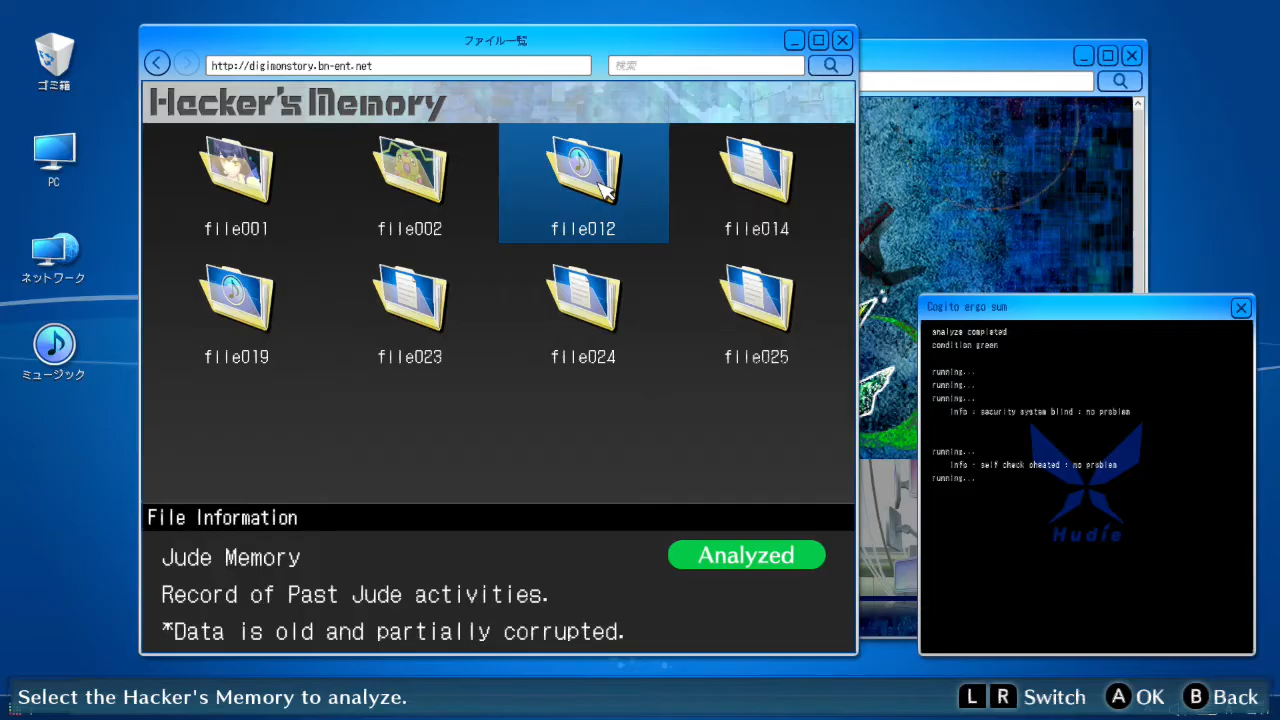 ゴミ箱
PC
ネットワーク
ミュージック
ファイル一覧
http://digimonstory.bn-ent.net
検索
Hacker's Memory
file001
file002
file012
file014
file019
file023
file024
file025
File Information
Jude Memory
Analyzed
Record of Past Jude activities.
*Data is old and partially corrupted.
Cogito ergo sum
analyze completed
condition green
running...
running...
running...
info : security system blind : no problem
running...
info : self check cheated : no problem
running...
Hudie
Select the Hacker's Memory to analyze.
L R Switch A OK B Back